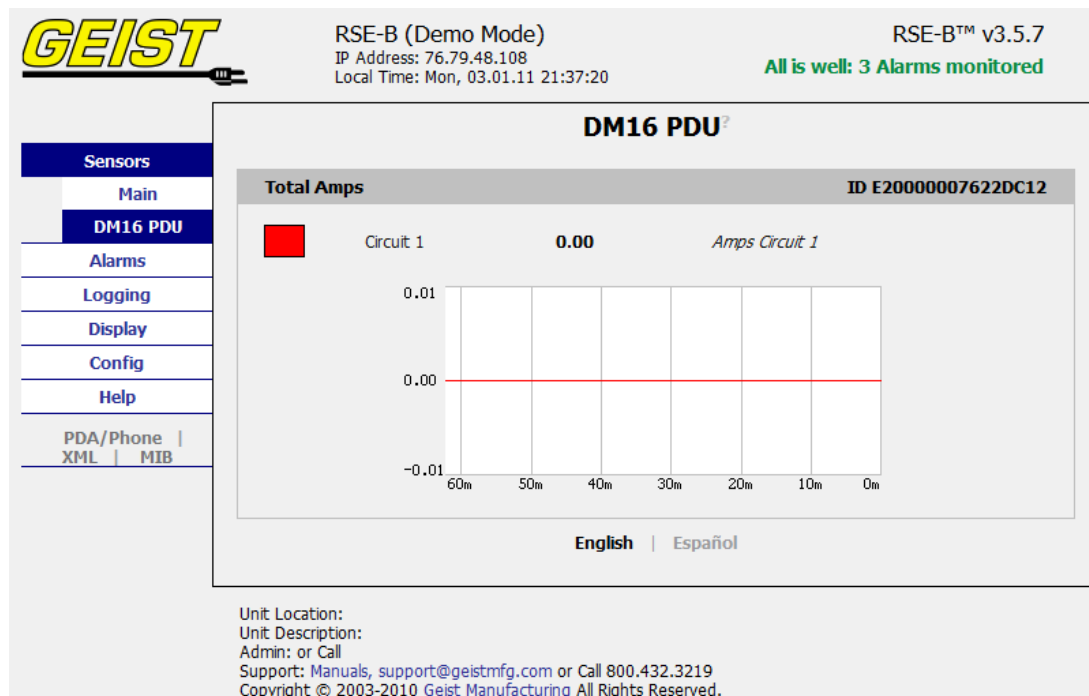 GEIST
RSE-B (Demo Mode)
IP Address: 76.79.48.108
Local Time: Mon, 03.01.11 21:37:20
RSE-B™ v3.5.7
All is well: 3 Alarms monitored
Sensors
Main
DM16 PDU
Alarms
Logging
Display
Config
Help
PDA/Phone |
XML | MIB
DM16 PDU?
Total Amps ID E20000007622DC12
Circuit 1 0.00 Amps Circuit 1
0.01
0.00
-0.01
60m 50m 40m 30m 20m 10m 0m
English | Español
Unit Location:
Unit Description:
Admin: or Call
Support: Manuals, support@geistmfg.com or Call 800.432.3219
Copyright © 2003-2010 Geist Manufacturing All Rights Reserved.